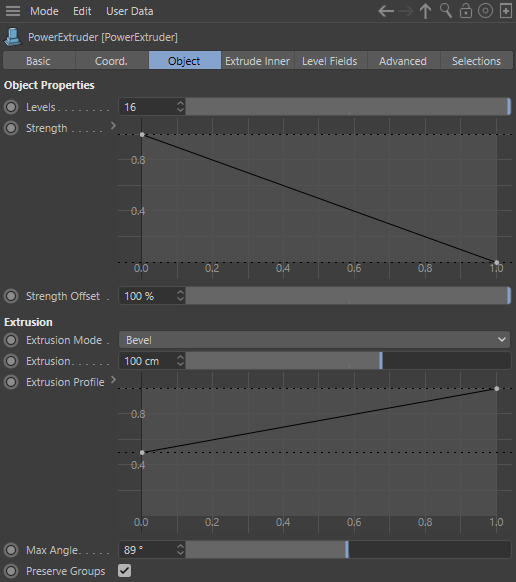 Mode Edit User Data
PowerExtruder [PowerExtruder]
Basic Coord. Object Extrude Inner Level Fields Advanced Selections
Object Properties
Levels . . . . . . . . 16
Strength . . . . .
0.8
0.4
0.0 0.2 0.4 0.6 0.8 1.0
Strength Offset . 100 %
Extrusion
Extrusion Mode . Bevel
Extrusion. . . . . . 100 cm
Extrusion Profile
0.8
0.4
0.0 0.2 0.4 0.6 0.8 1.0
Max Angle. . . . . 89 °
Preserve Groups